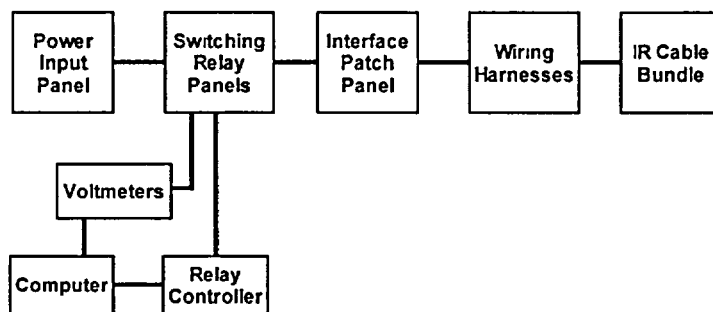 Power
Input
Panel
Switching
Relay
Panels
Interface
Patch
Panel
Wiring
Harnesses
IR Cable
Bundle
Voltmeters
Computer
Relay
Controller